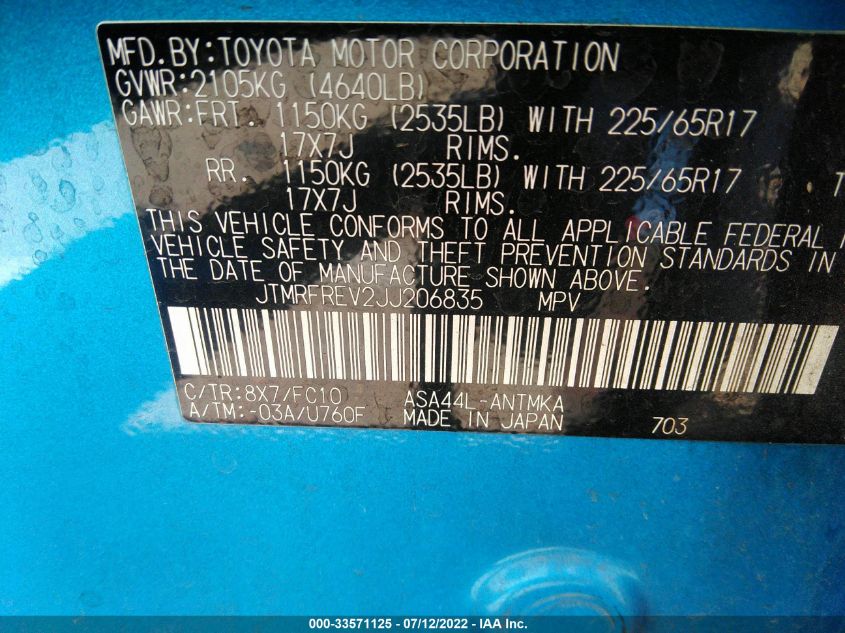 MFD.BY:TOYOTA MOTOR CORPORATION
GVWR:2105KG (4640LB)
GAWR:FRT. 1150KG (2535LB) WITH 225/65R17
17X7J RIMS.
RR. 1150KG (2535LB) WITH 225/65R17 T
17X7J RIMS.
THIS VEHICLE CONFORMS TO ALL APPLICABLE FEDERAL
VEHICLE SAFETY AND THEFT PREVENTION STANDARDS IN
THE DATE OF MANUFACTURE SHOWN ABOVE.
JTMRFREV2JJ206835 MPV
C/TR:8X7/FC10 ASA44L-ANTMKA
A/TM:-03A/U760F MADE IN JAPAN 703
000-33571125 - 07/12/2022 - IAA Inc.